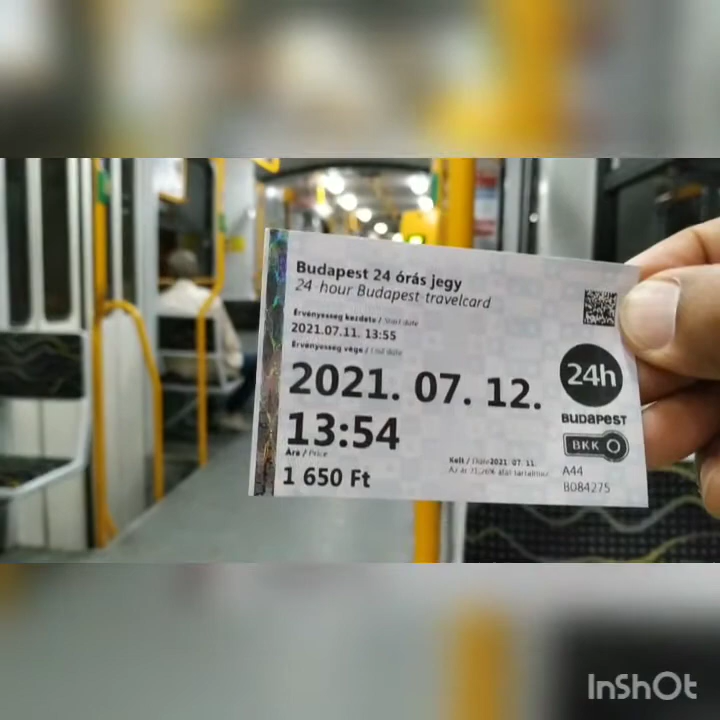 Budapest 24 órás jegy
24-hour Budapest travelcard
Érvényesség kezdete / Start date
2021.07.11. 13:55
Érvényesség vége / End date
2021. 07. 12.
13:54
Ára / Price
1 650 Ft
Kelt / Date 2021. 07. 11.
24h
BUDAPEST
BKK
A44
B084275
InShOt